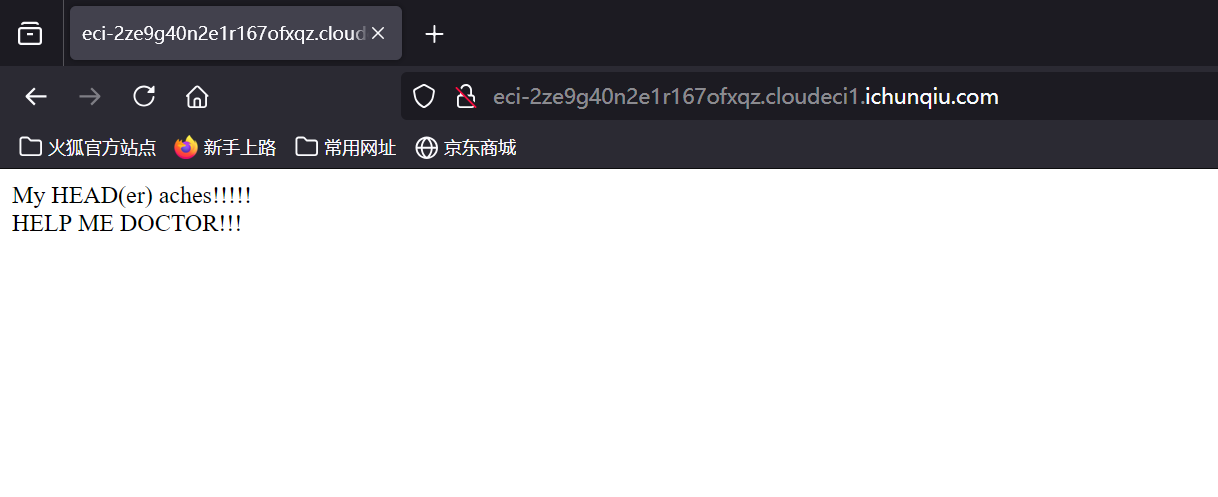 eci-2ze9g40n2e1r167ofxqz.cloud
eci-2ze9g40n2e1r167ofxqz.cloudeci1.ichunqiu.com
火狐官方站点 新手上路 常用网址 京东商城
My HEAD(er) aches!!!!!
HELP ME DOCTOR!!!